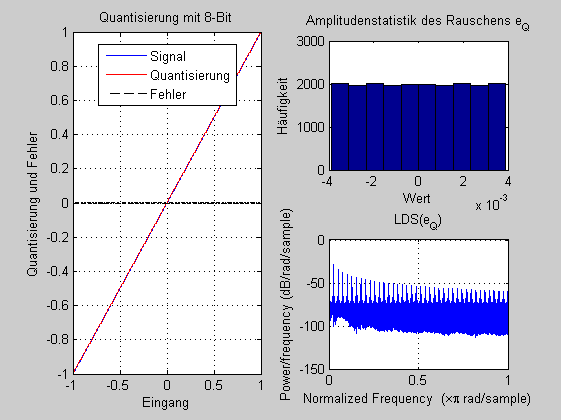 Quantisierung mit 8-Bit
Quantisierung und Fehler
1
0.8
0.6
0.4
0.2
0
-0.2
-0.4
-0.6
-0.8
-1
Signal
Quantisierung
Fehler
-1
-0.5
0
0.5
1
Eingang
Amplitudenstatistik des Rauschens eQ
Häufigkeit
3000
2000
1000
0
-4
-2
0
2
4
Wert
x 10⁻³
LDS(eQ)
Power/frequency (dB/rad/sample)
0
-50
-100
-150
0
0.5
1
Normalized Frequency (×π rad/sample)